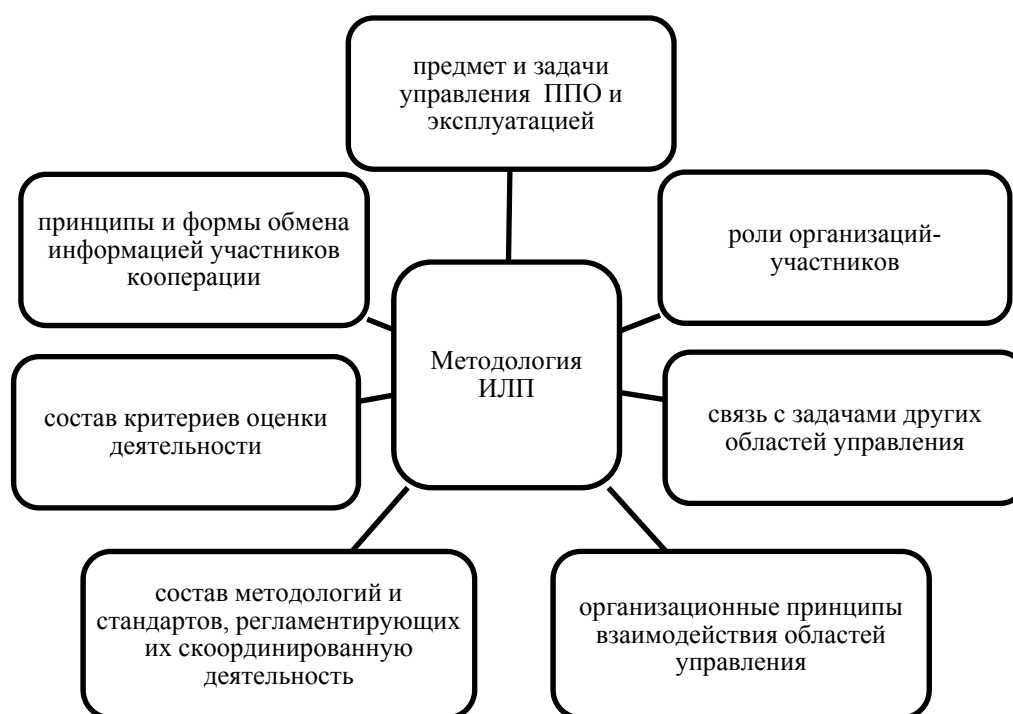 предмет и задачи
управления ППО и
эксплуатацией
принципы и формы обмена
информацией участников
кооперации
роли организаций-
участников
Методология
ИЛП
состав критериев оценки
деятельности
связь с задачами других
областей управления
состав методологий и
стандартов, регламентирующих
их скоординированную
деятельность
организационные принципы
взаимодействия областей
управления